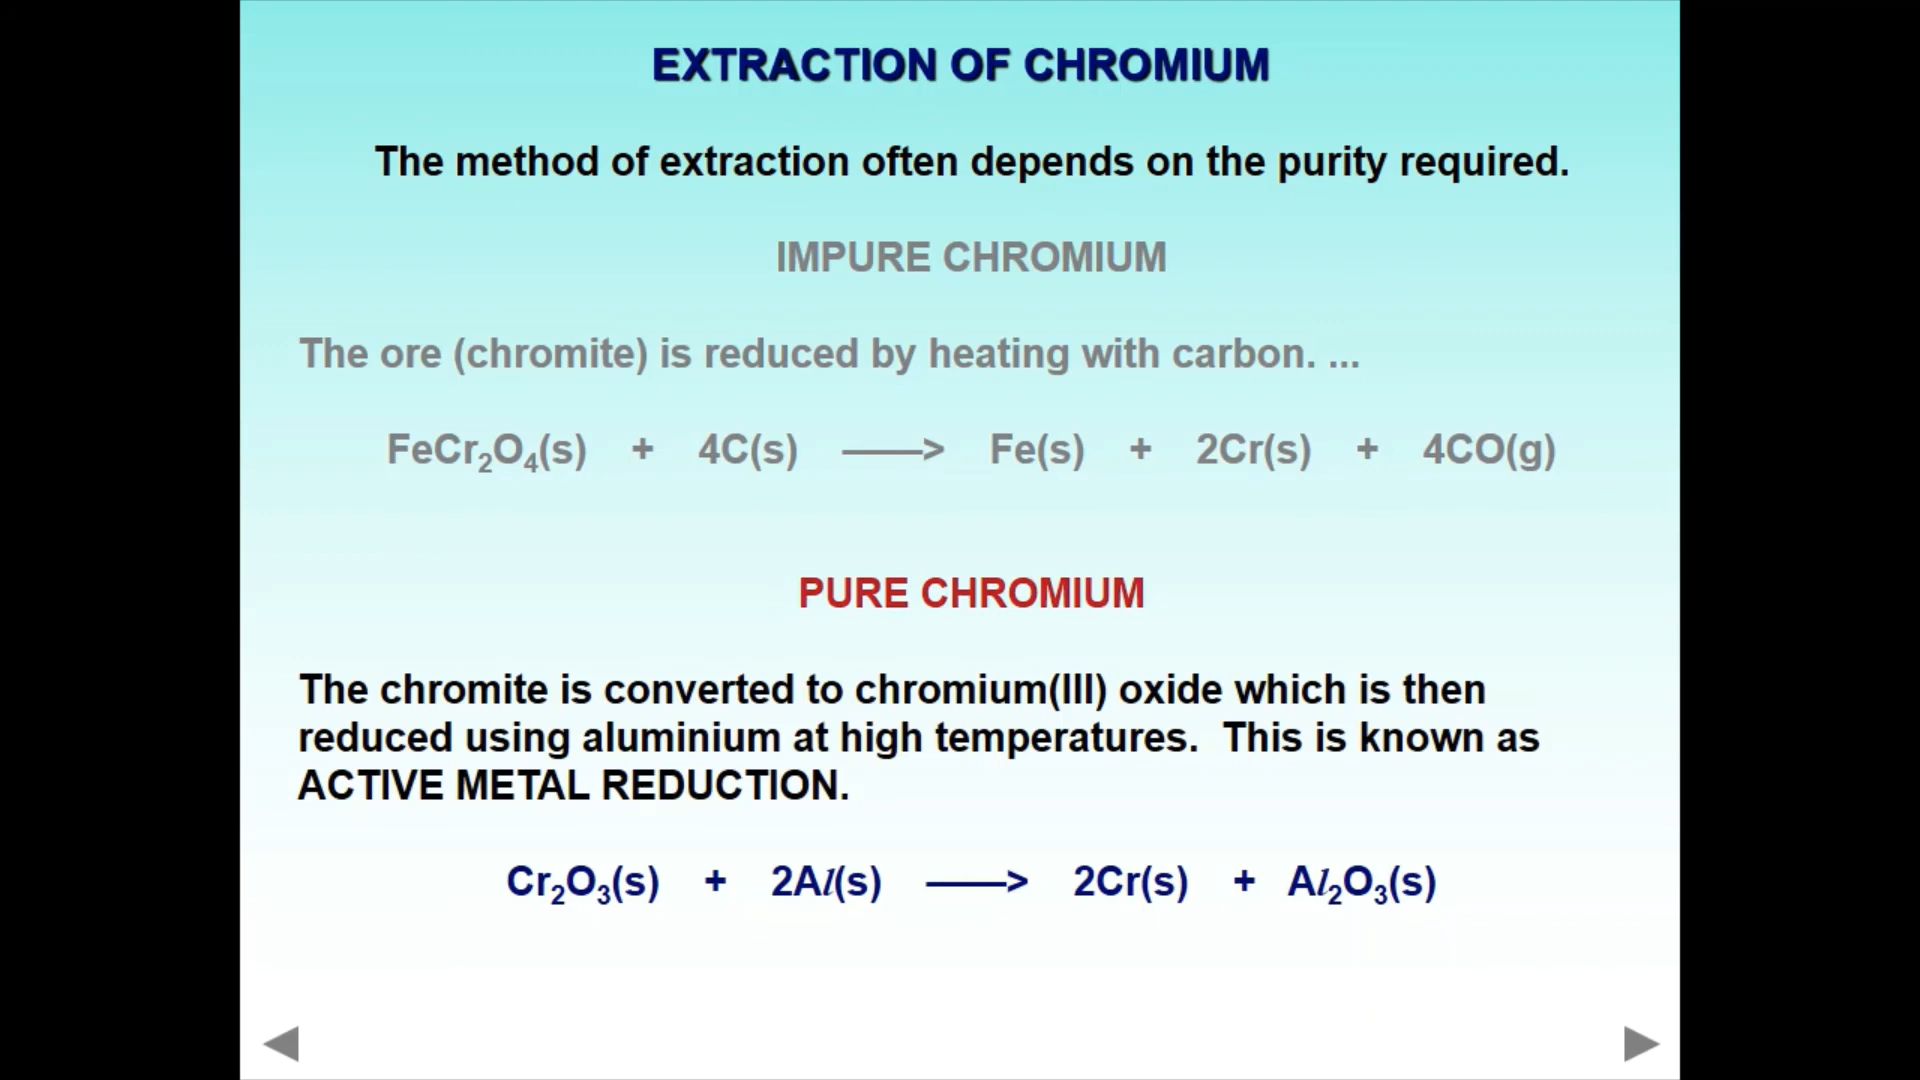 EXTRACTION OF CHROMIUM
The method of extraction often depends on the purity required.
IMPURE CHROMIUM
The ore (chromite) is reduced by heating with carbon. ...
FeCr₂O₄(s) + 4C(s) ——> Fe(s) + 2Cr(s) + 4CO(g)
PURE CHROMIUM
The chromite is converted to chromium(III) oxide which is then
reduced using aluminium at high temperatures. This is known as
ACTIVE METAL REDUCTION.
Cr₂O₃(s) + 2Al(s) ——> 2Cr(s) + Al₂O₃(s)